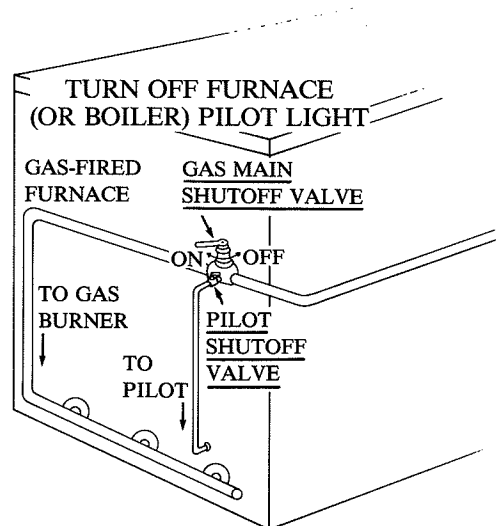 TURN OFF FURNACE
(OR BOILER) PILOT LIGHT
GAS-FIRED
FURNACE
GAS MAIN
SHUTOFF VALVE
ON
OFF
TO GAS
BURNER
PILOT
SHUTOFF
VALVE
TO
PILOT